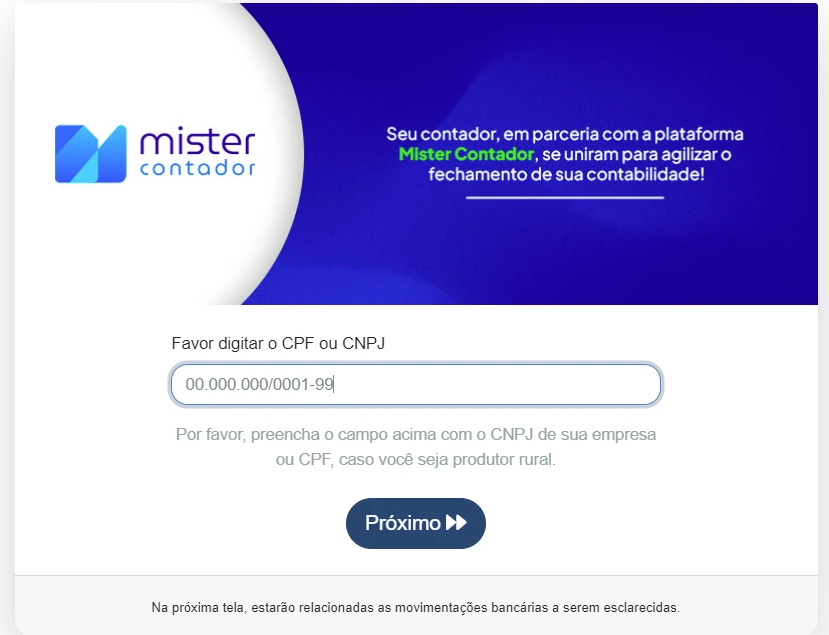 mister
contador
Seu contador, em parceria com a plataforma
Mister Contador, se uniram para agilizar o
fechamento de sua contabilidade!
Favor digitar o CPF ou CNPJ
00.000.000/0001-99
Por favor, preencha o campo acima com o CNPJ de sua empresa
ou CPF, caso você seja produtor rural.
Próximo
Na próxima tela, estarão relacionadas as movimentações bancárias a serem esclarecidas.